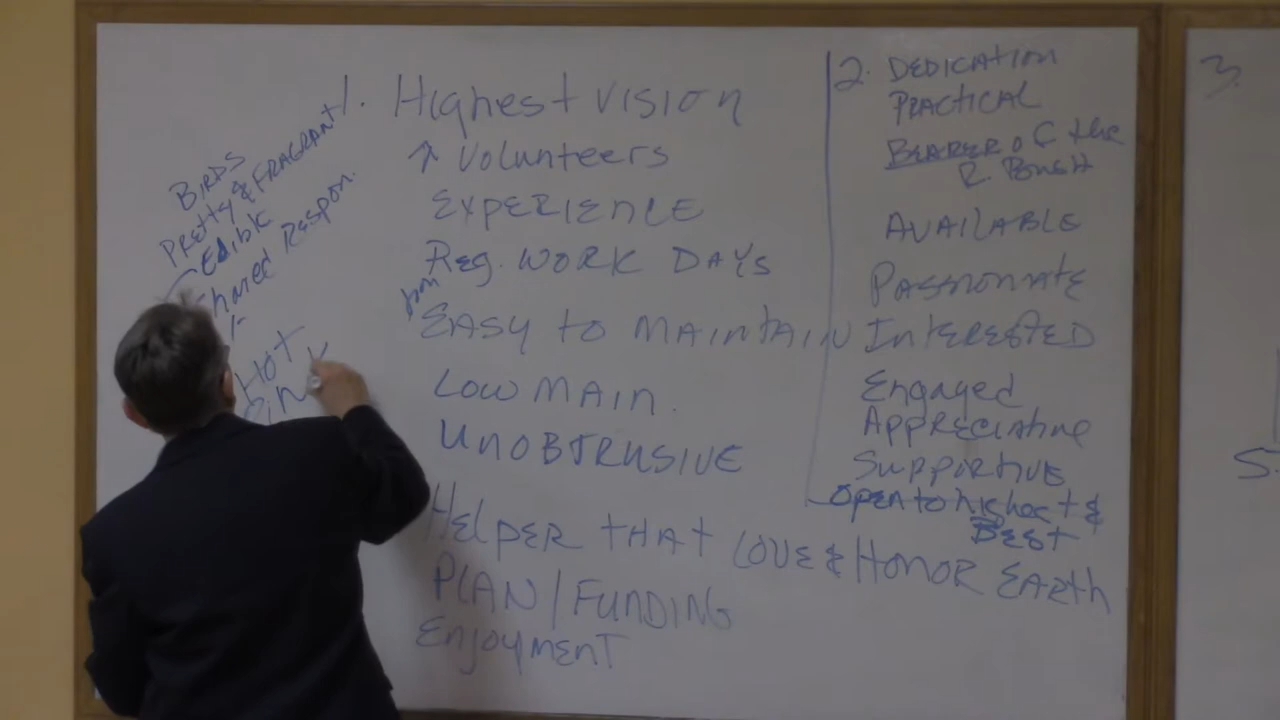 BIRDS
PRETTY & FRAGRANT
Edible
Shared Respon.
HOT
PINK
1. Highest vision
↗ Volunteers
EXPERIENCE
Reg. WORK DAYS
EASY to MAINTAIN
LOW MAIN.
UNOBTRUSIVE
HELPER THAT LOVE & HONOR EARTH
PLAN / FUNDING
Enjoyment
2. DEDICATION
PRACTICAL
BEARER OF the
AVAILABLE
Passionate
INTERESTED
Engaged
APPRECIATIVE
SUPPORTIVE
OPEN to highest &
BEST
3.
5.